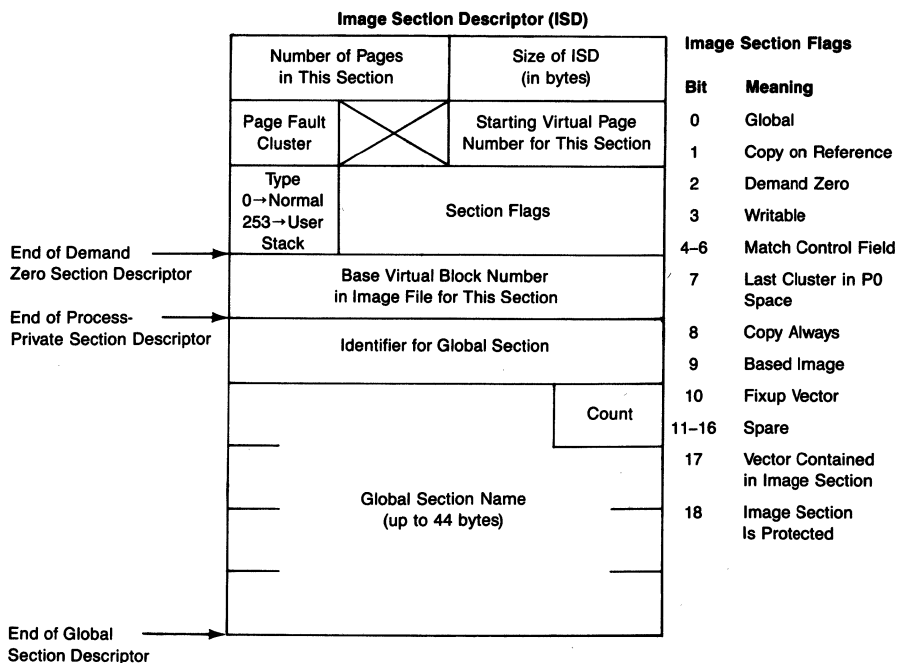 Image Section Descriptor (ISD)
Number of Pages
in This Section
Size of ISD
(in bytes)
Page Fault
Cluster
Starting Virtual Page
Number for This Section
Type
0→Normal
253→User
Stack
Section Flags
End of Demand
Zero Section Descriptor
Base Virtual Block Number
in Image File for This Section
End of Process-
Private Section Descriptor
Identifier for Global Section
Count
Global Section Name
(up to 44 bytes)
End of Global
Section Descriptor
Image Section Flags
Bit Meaning
0 Global
1 Copy on Reference
2 Demand Zero
3 Writable
4–6 Match Control Field
7 Last Cluster in P0
Space
8 Copy Always
9 Based Image
10 Fixup Vector
11–16 Spare
17 Vector Contained
in Image Section
18 Image Section
Is Protected